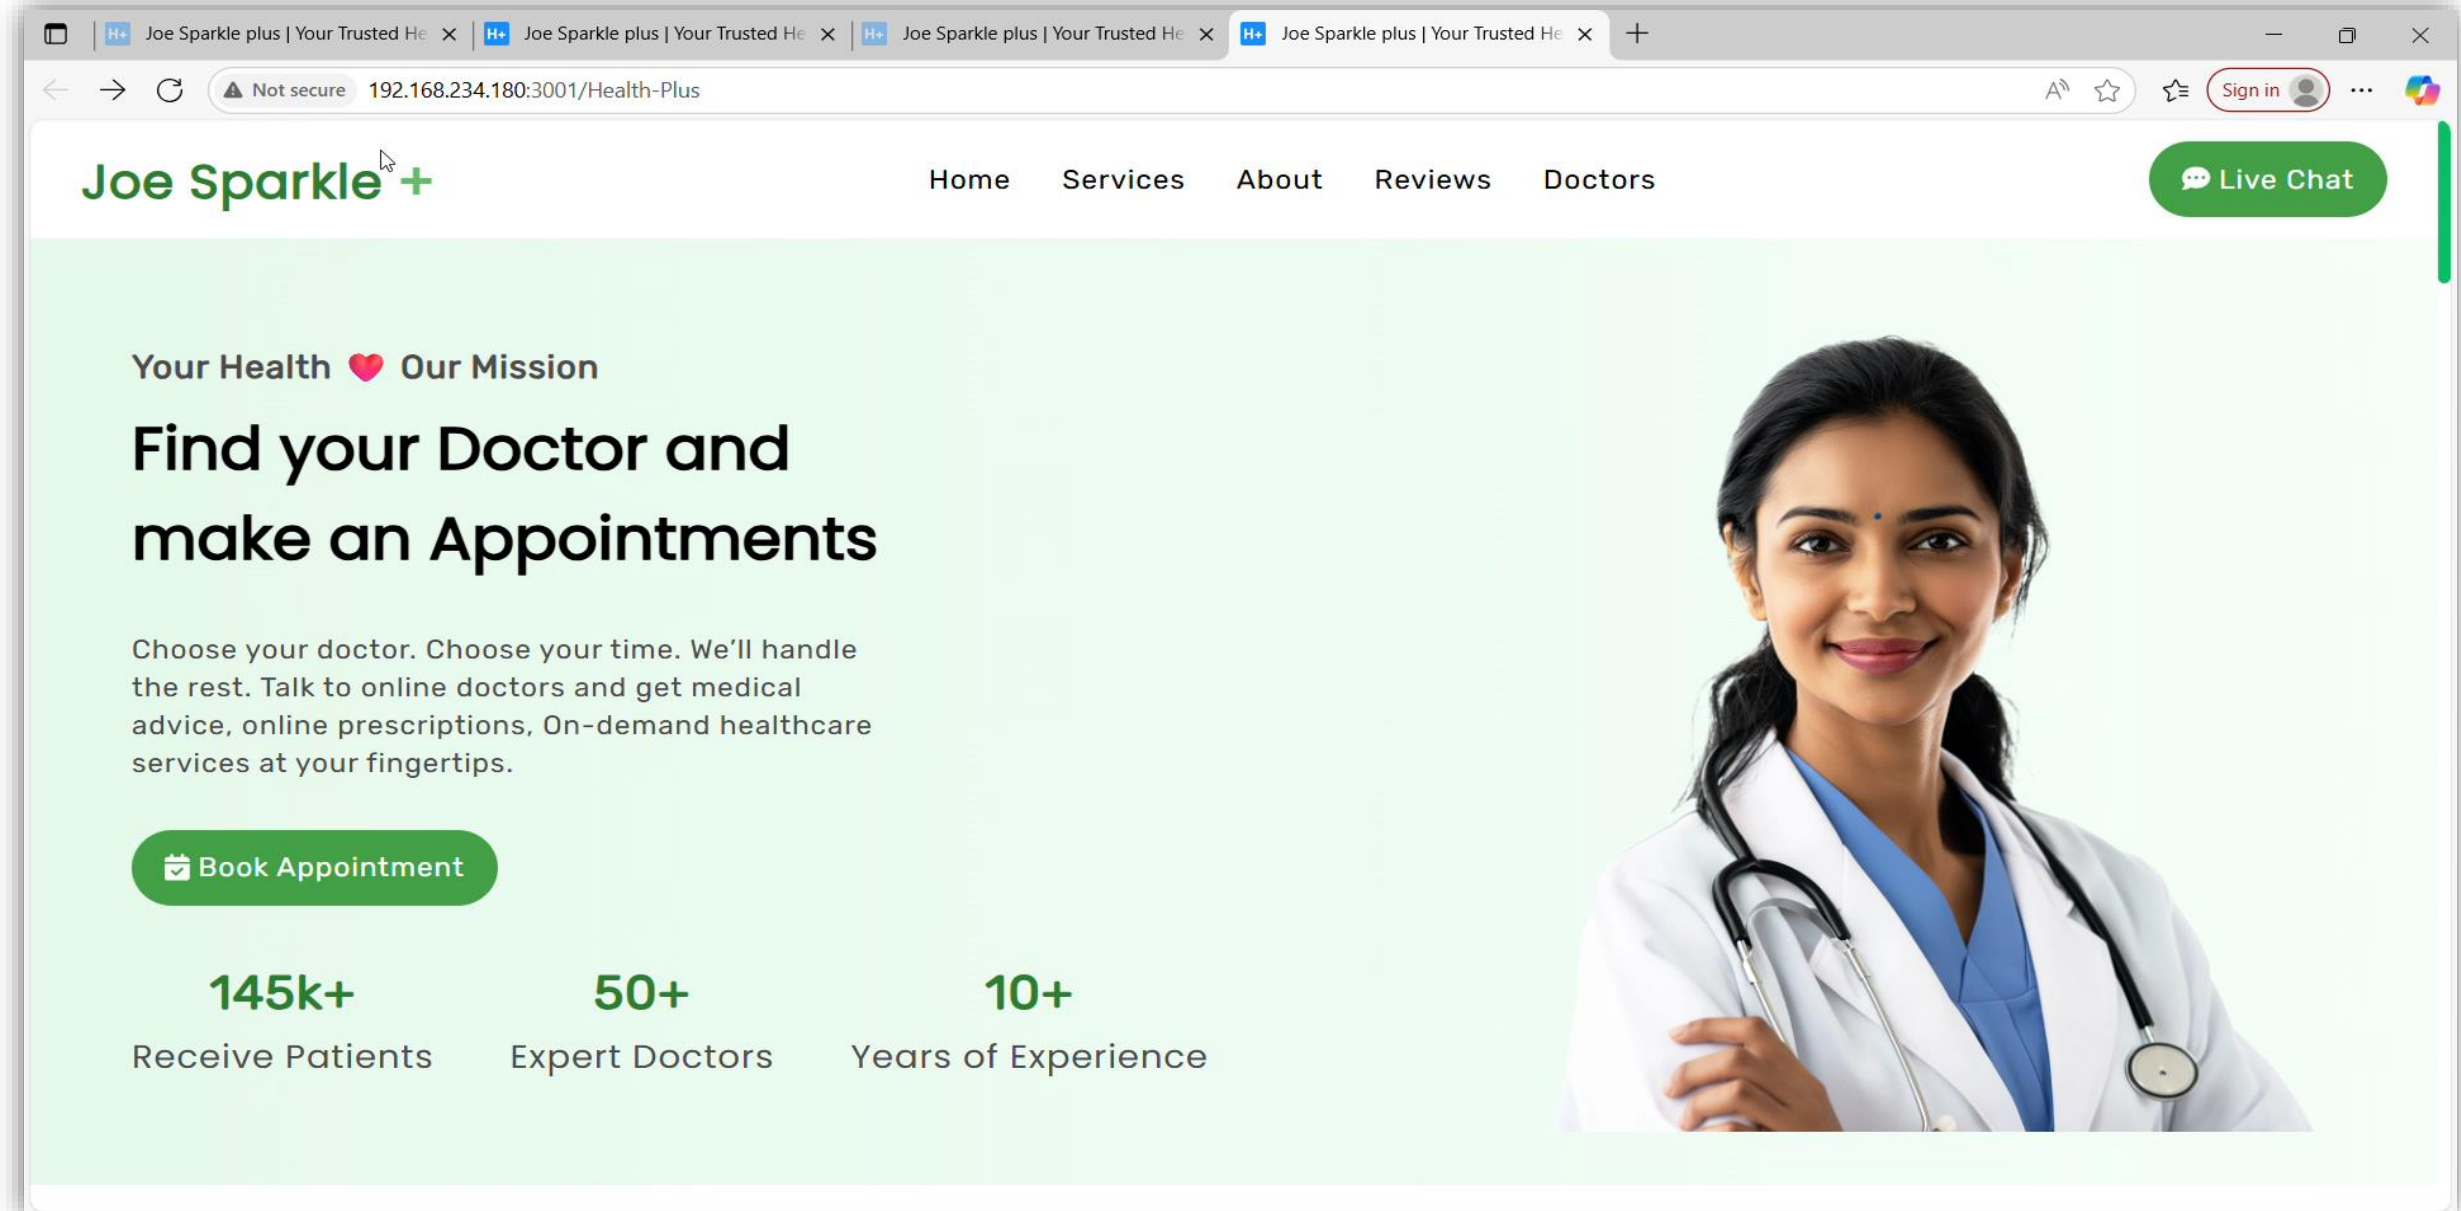 Joe Sparkle plus | Your Trusted He
Joe Sparkle plus | Your Trusted He
Joe Sparkle plus | Your Trusted He
Joe Sparkle plus | Your Trusted He
Not secure 192.168.234.180:3001/Health-Plus
Sign in
Joe Sparkle +
Home Services About Reviews Doctors
Live Chat
Your Health Our Mission
Find your Doctor and
make an Appointments
Choose your doctor. Choose your time. We’ll handle
the rest. Talk to online doctors and get medical
advice, online prescriptions, On-demand healthcare
services at your fingertips.
Book Appointment
145k+ 50+ 10+
Receive Patients Expert Doctors Years of Experience